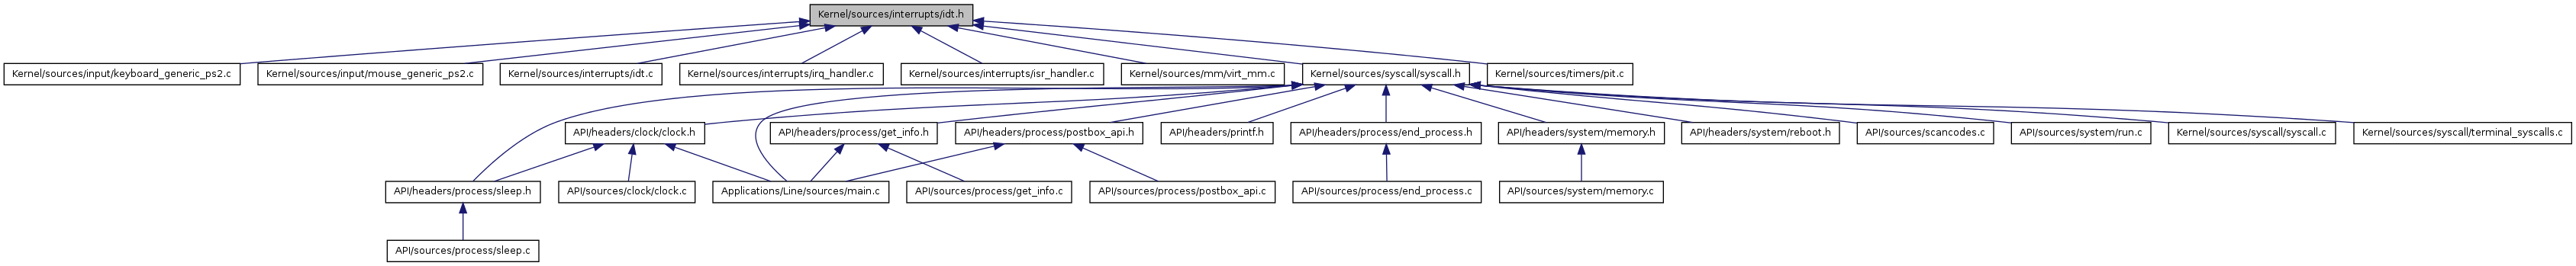 Kernel/sources/interrupts/idt.h
Kernel/sources/input/keyboard_generic_ps2.c
Kernel/sources/input/mouse_generic_ps2.c
Kernel/sources/interrupts/idt.c
Kernel/sources/interrupts/irq_handler.c
Kernel/sources/interrupts/isr_handler.c
Kernel/sources/mm/virt_mm.c
Kernel/sources/syscall/syscall.h
Kernel/sources/timers/pit.c
API/headers/clock/clock.h
API/headers/process/get_info.h
API/headers/process/postbox_api.h
API/headers/printf.h
API/headers/process/end_process.h
API/headers/system/memory.h
API/headers/system/reboot.h
API/sources/scancodes.c
API/sources/system/run.c
Kernel/sources/syscall/syscall.c
Kernel/sources/syscall/terminal_syscalls.c
API/headers/process/sleep.h
API/sources/clock/clock.c
Applications/Line/sources/main.c
API/sources/process/get_info.c
API/sources/process/postbox_api.c
API/sources/process/end_process.c
API/sources/system/memory.c
API/sources/process/sleep.c